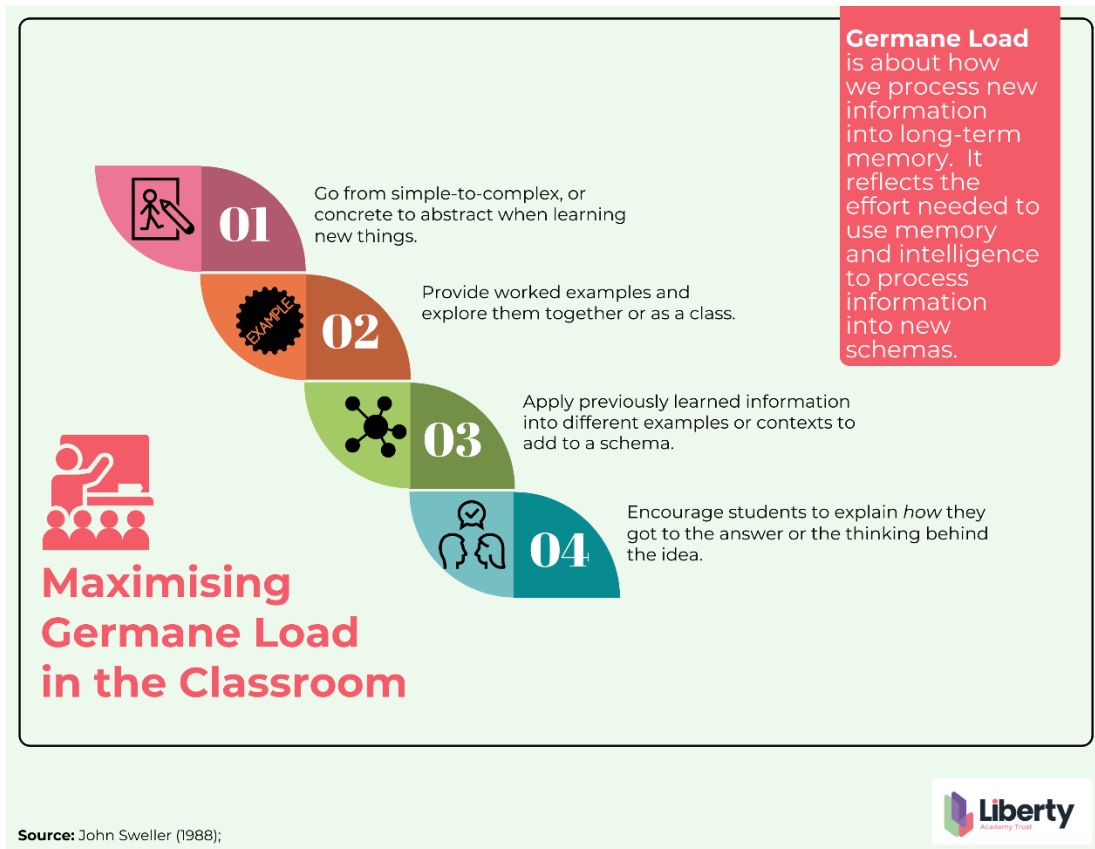 Germane Load
is about how
we process new
information
into long-term
memory.  It
reflects the
effort needed to
use memory
and intelligence
to process
information
into new
schemas.
01
Go from simple-to-complex, or
concrete to abstract when learning
new things.
EXAMPLE
02
Provide worked examples and
explore them together or as a class.
03
Apply previously learned information
into different examples or contexts to
add to a schema.
04
Encourage students to explain how they
got to the answer or the thinking behind
the idea.
Maximising
Germane Load
in the Classroom
Liberty
Academy Trust
Source: John Sweller (1988);